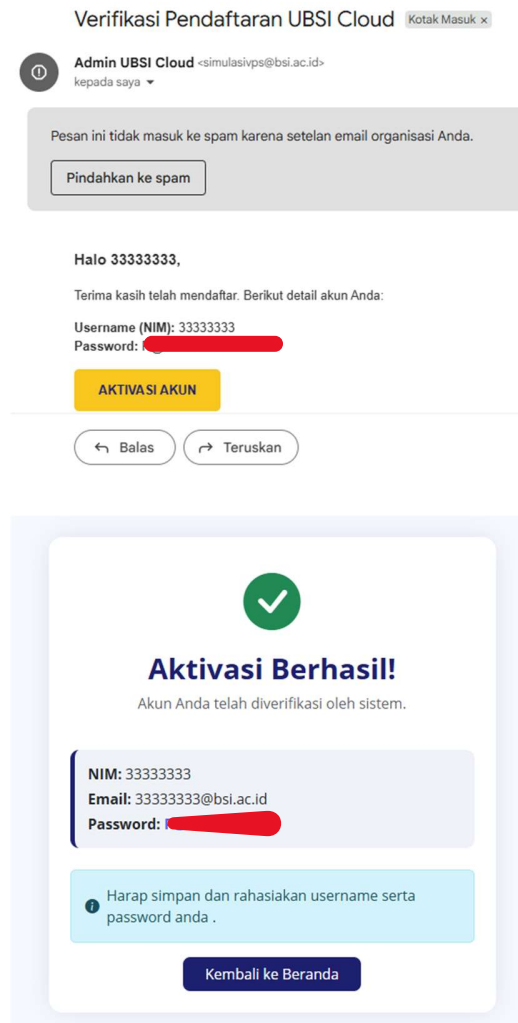 Verifikasi Pendaftaran UBSI Cloud Kotak Masuk ×
Admin UBSI Cloud <simulasivps@bsi.ac.id>
kepada saya
Pesan ini tidak masuk ke spam karena setelan email organisasi Anda.
Pindahkan ke spam
Halo 33333333,
Terima kasih telah mendaftar. Berikut detail akun Anda:
Username (NIM): 33333333
Password:
AKTIVASI AKUN
Balas Teruskan
Aktivasi Berhasil!
Akun Anda telah diverifikasi oleh sistem.
NIM: 33333333
Email: 33333333@bsi.ac.id
Password:
Harap simpan dan rahasiakan username serta
password anda .
Kembali ke Beranda